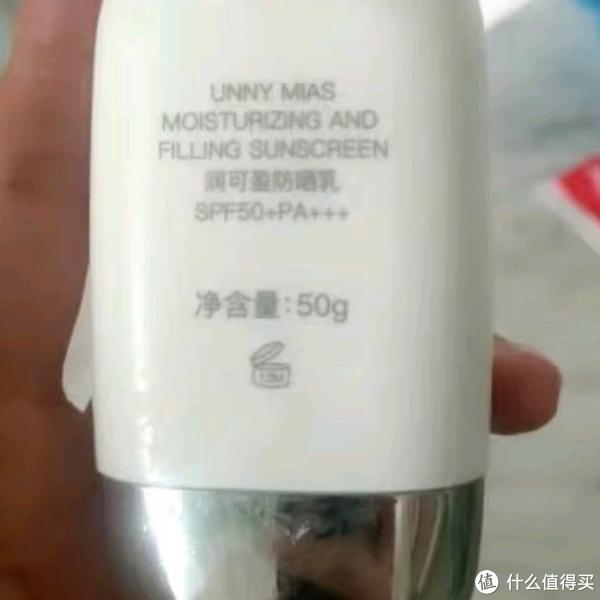 UNNY MIAS
MOISTURIZING AND
FILLING SUNSCREEN
润可盈防晒乳
SPF50+PA+++
净含量:50g
值 什么值得买